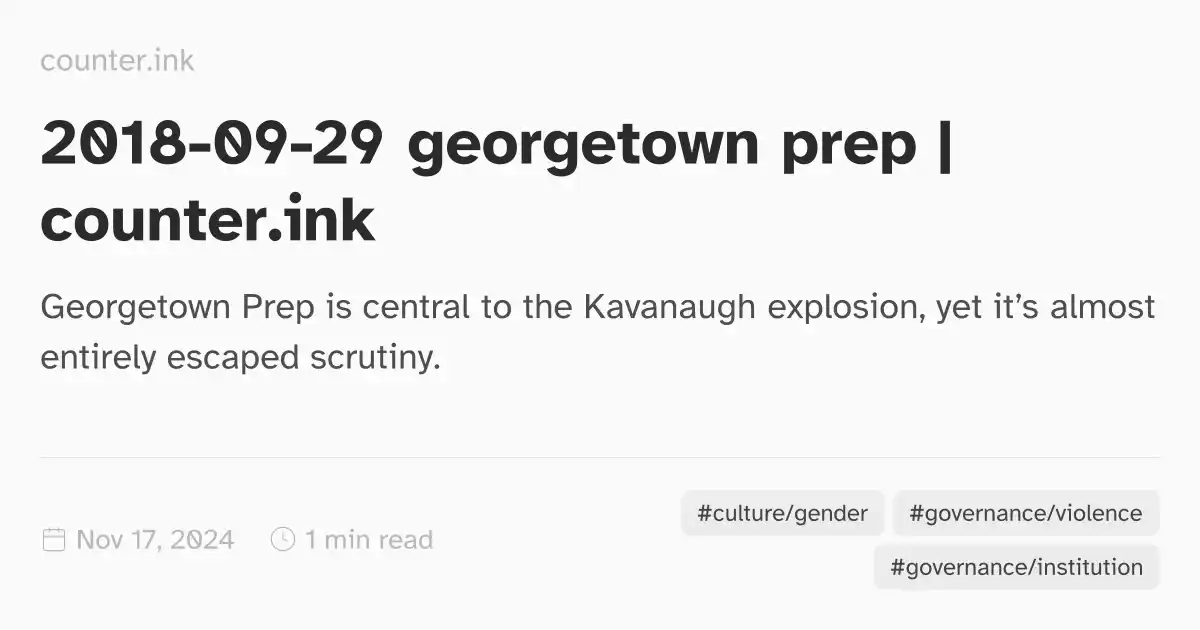 counter.ink
2018-09-29 georgetown prep |
counter.ink
Georgetown Prep is central to the Kavanaugh explosion, yet it’s almost
entirely escaped scrutiny.
Nov 17, 2024 1 min read
#culture/gender #governance/violence
#governance/institution